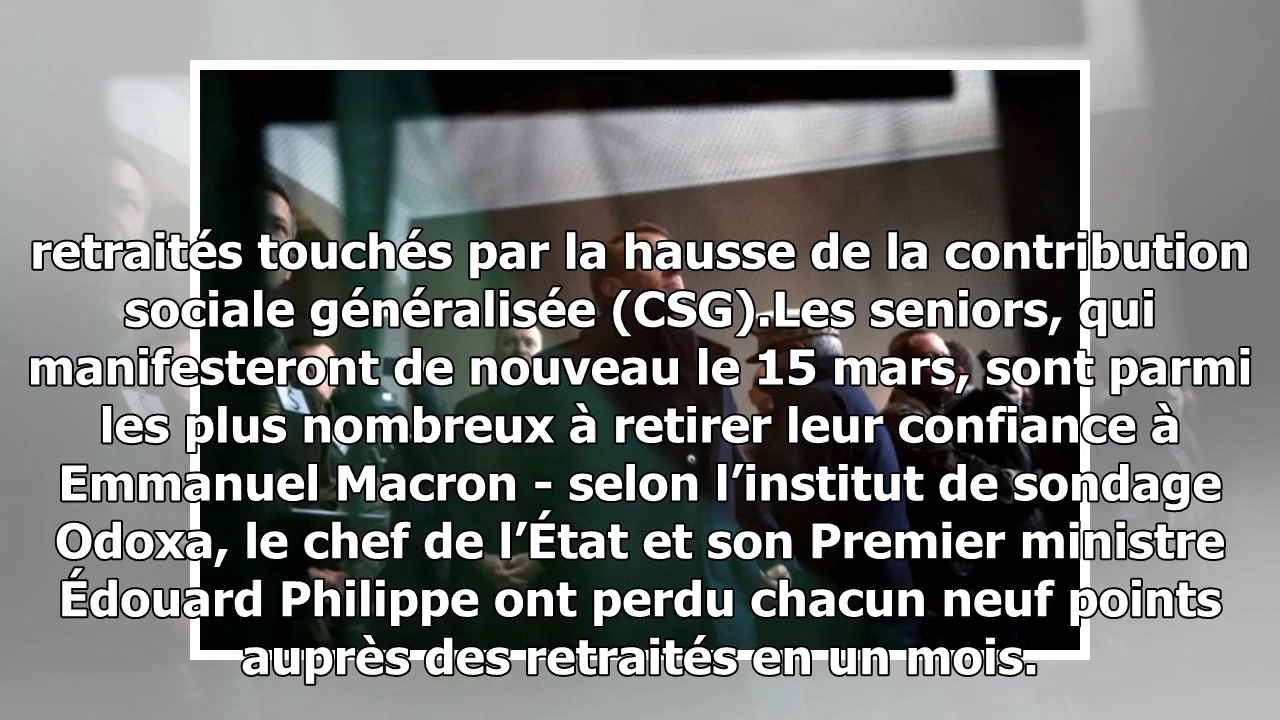 retraités touchés par la hausse de la contribution
sociale généralisée (CSG).Les seniors, qui
manifesteront de nouveau le 15 mars, sont parmi
les plus nombreux à retirer leur confiance à
Emmanuel Macron - selon l’institut de sondage
Odoxa, le chef de l’État et son Premier ministre
Édouard Philippe ont perdu chacun neuf points
auprès des retraités en un mois.